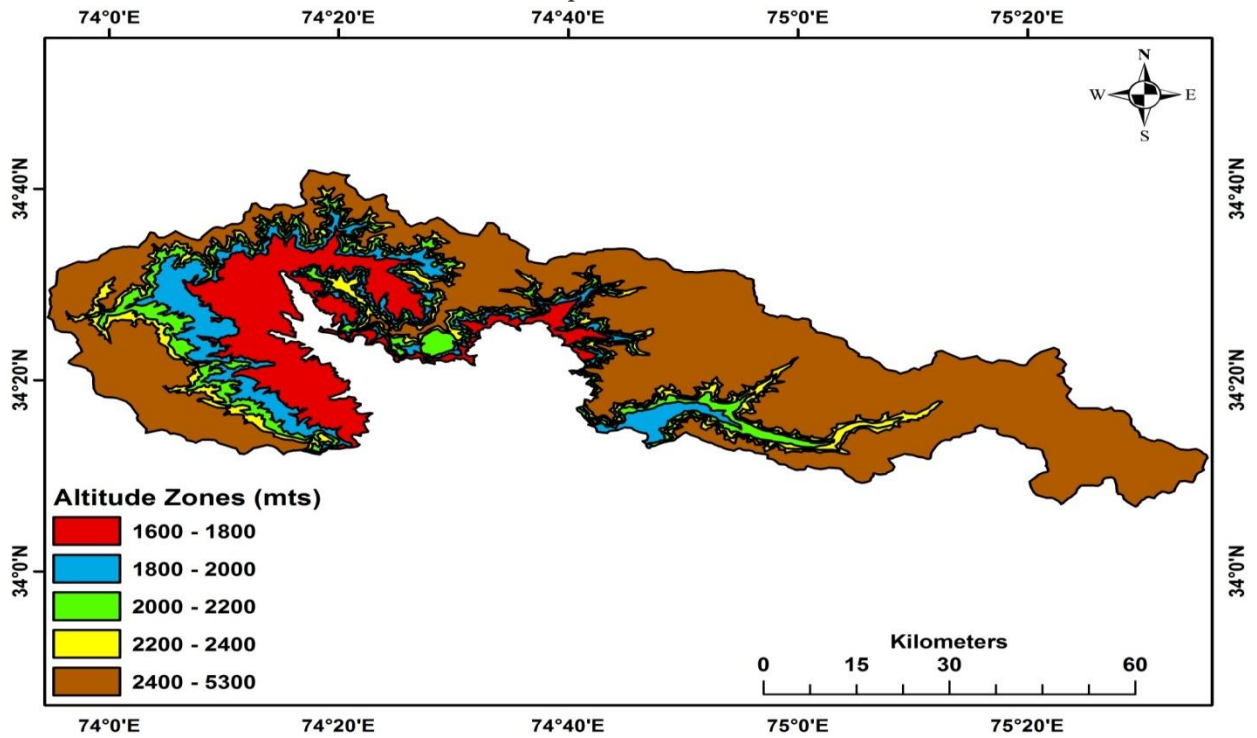 74°0'E 74°20'E 74°40'E 75°0'E 75°20'E
N
W E
S
34°40'N 34°40'N
34°20'N 34°20'N
34°0'N 34°0'N
Altitude Zones (mts)
1600 - 1800
1800 - 2000
2000 - 2200
2200 - 2400
2400 - 5300
Kilometers
0 15 30 60
74°0'E 74°20'E 74°40'E 75°0'E 75°20'E